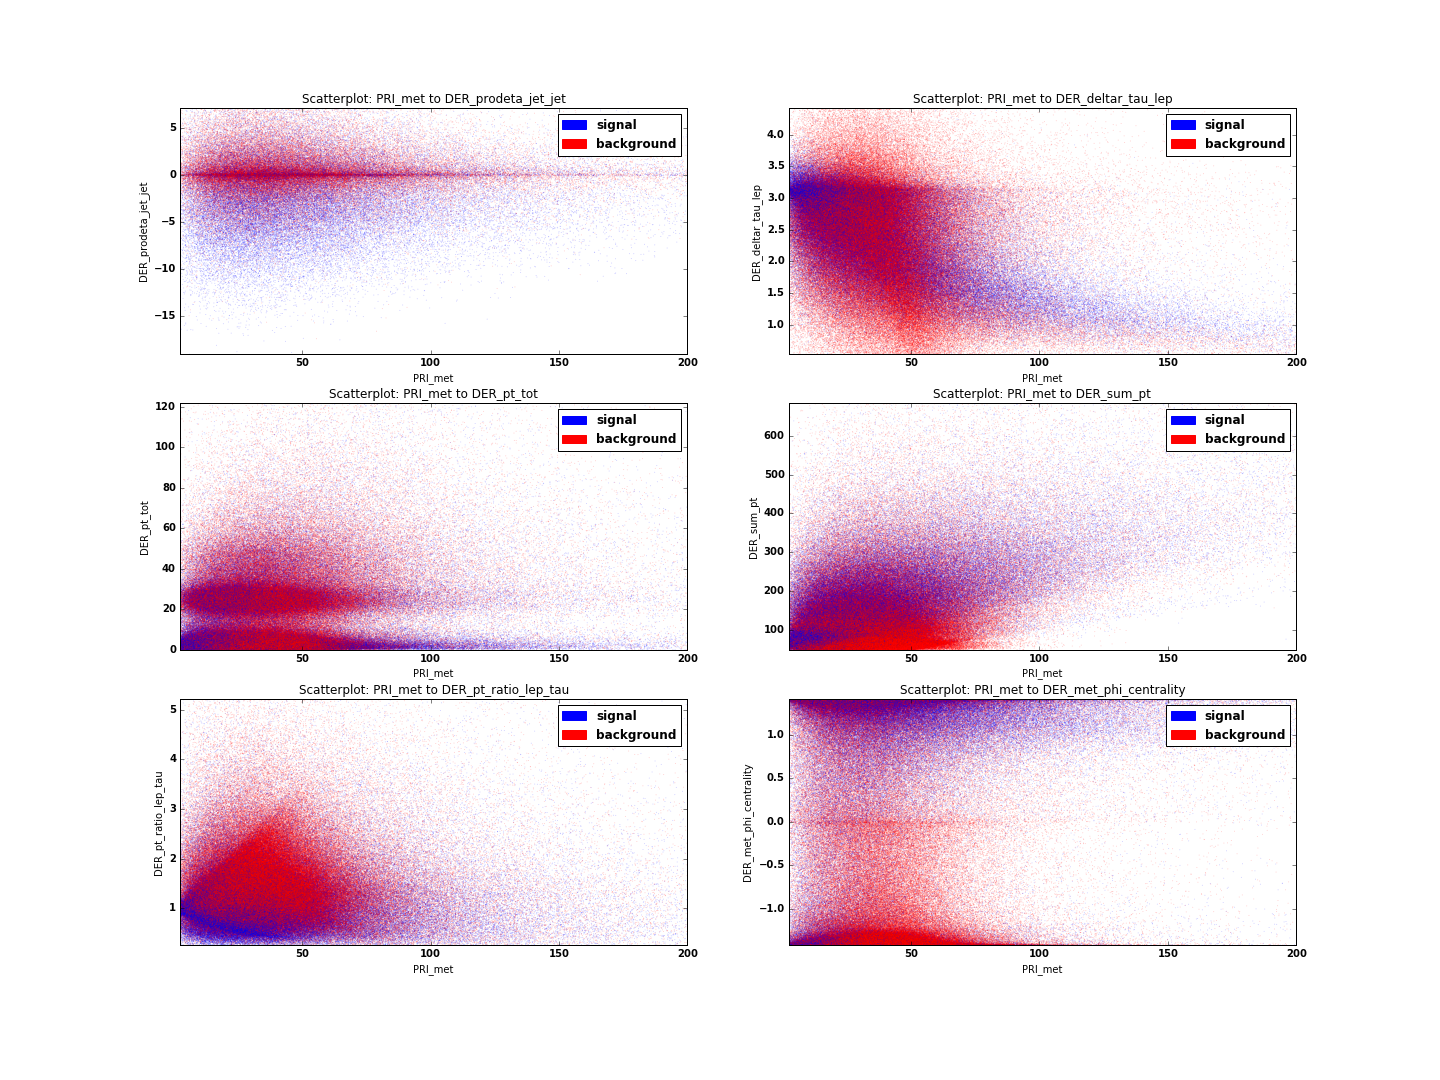 Scatterplot: PRI_met to DER_prodeta_jet_jet
signal
background
5
0
−5
−10
−15
DER_prodeta_jet_jet
50
100
150
200
PRI_met
Scatterplot: PRI_met to DER_deltar_tau_lep
signal
background
4.0
3.5
3.0
2.5
2.0
1.5
1.0
DER_deltar_tau_lep
50
100
150
200
PRI_met
Scatterplot: PRI_met to DER_pt_tot
signal
background
120
100
80
60
40
20
0
DER_pt_tot
50
100
150
200
PRI_met
Scatterplot: PRI_met to DER_sum_pt
signal
background
600
500
400
300
200
100
DER_sum_pt
50
100
150
200
PRI_met
Scatterplot: PRI_met to DER_pt_ratio_lep_tau
signal
background
5
4
3
2
1
DER_pt_ratio_lep_tau
50
100
150
200
PRI_met
Scatterplot: PRI_met to DER_met_phi_centrality
signal
background
1.0
0.5
0.0
−0.5
−1.0
DER_met_phi_centrality
50
100
150
200
PRI_met